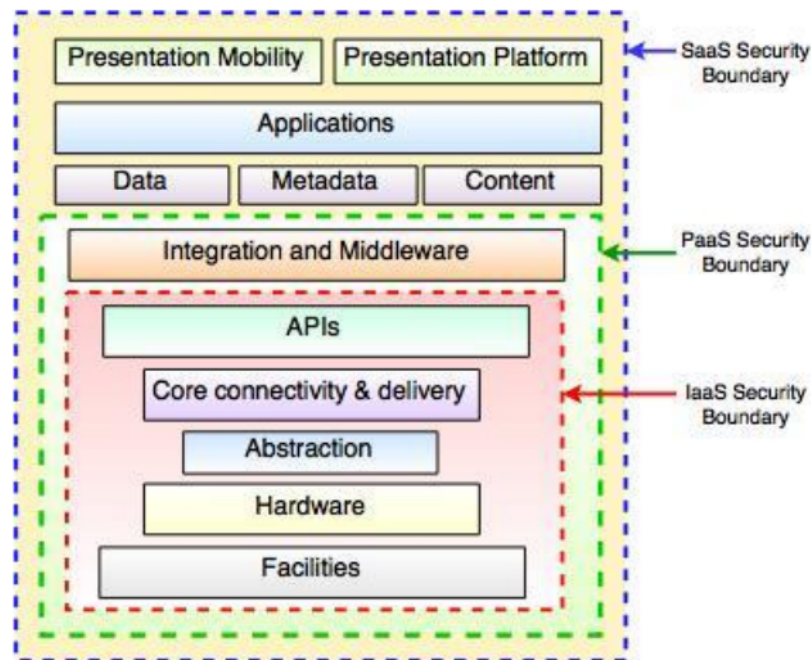 Presentation Mobility
Presentation Platform
SaaS Security
Boundary
Applications
Data
Metadata
Content
Integration and Middleware
PaaS Security
Boundary
APIs
Core connectivity & delivery
IaaS Security
Boundary
Abstraction
Hardware
Facilities